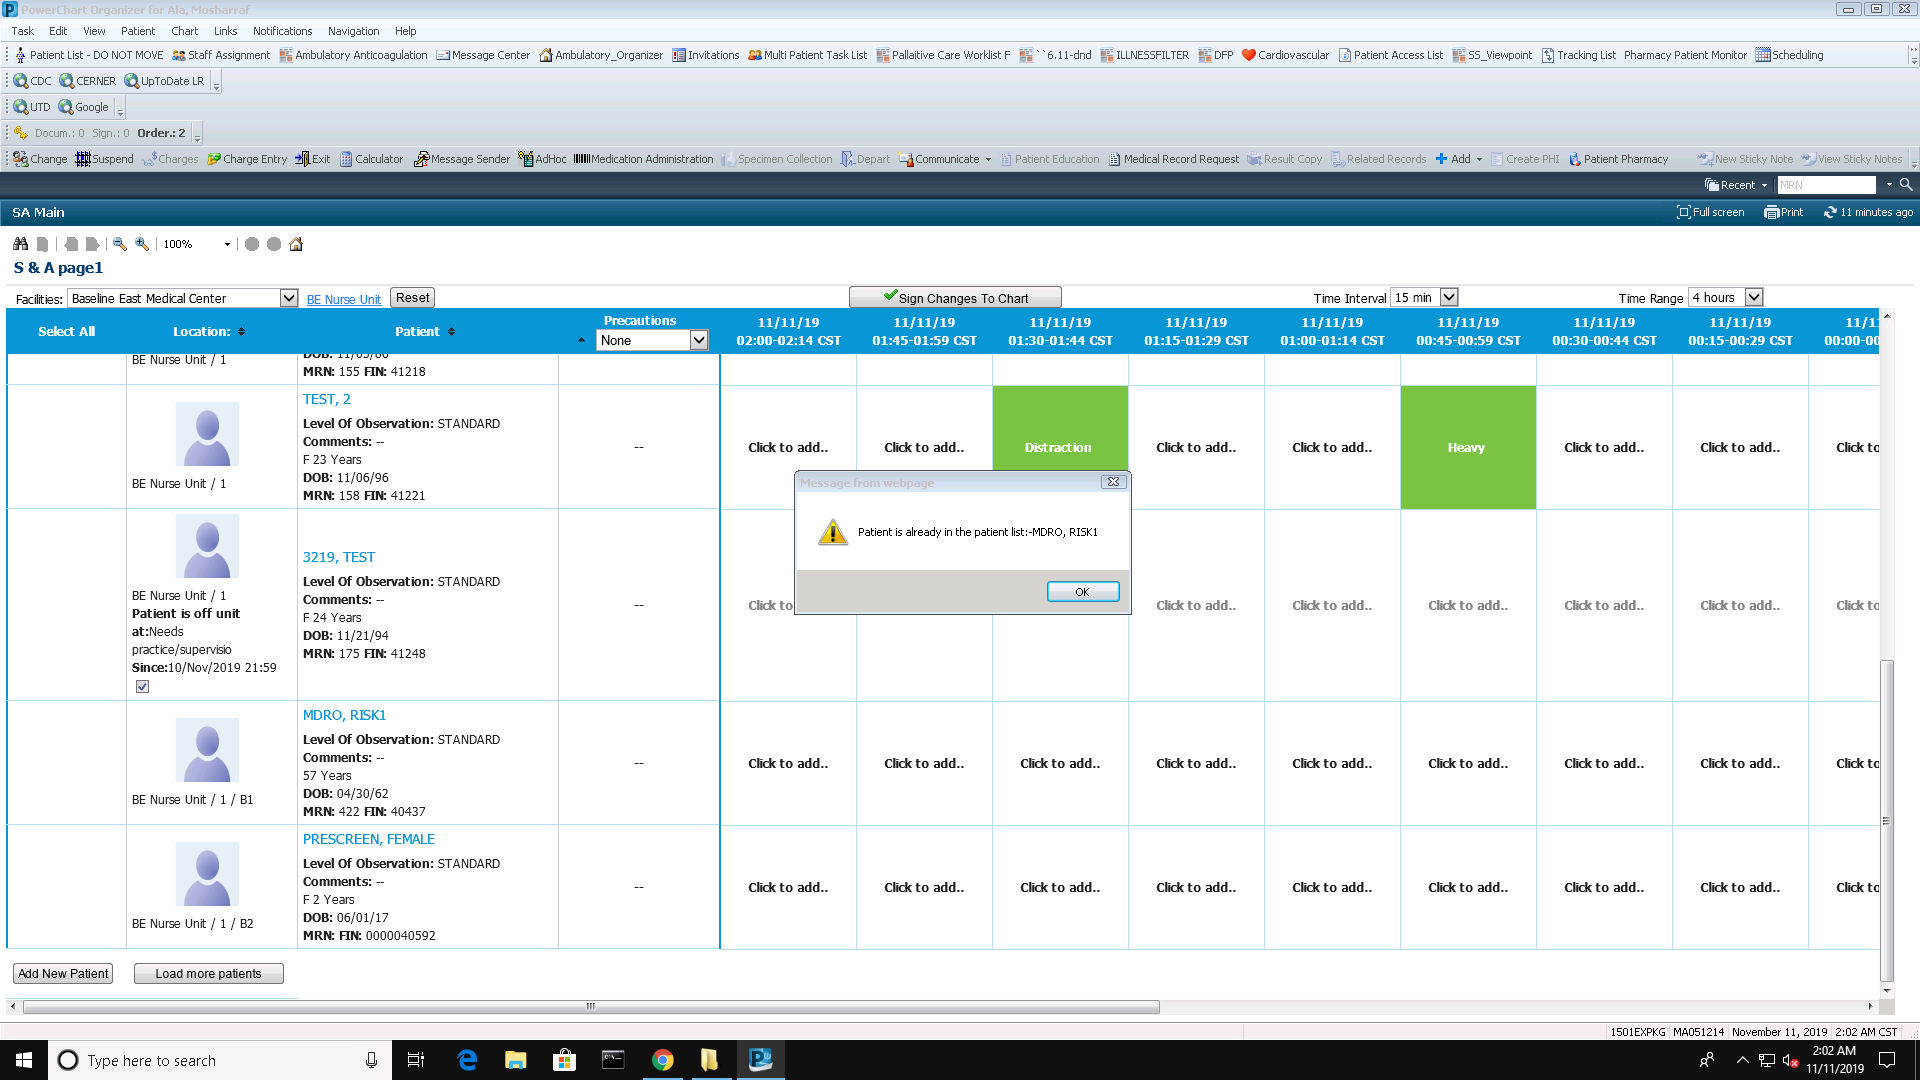 PowerChart Organizer for Ala, Mosharraf
Task Edit View Patient Chart Links Notifications Navigation Help
Patient List - DO NOT MOVE Staff Assignment Ambulatory Anticoagulation Message Center Ambulatory_Organizer Invitations Multi Patient Task List Pallaitive Care Worklist F ``6.11-dnd ILLNESSFILTER DFP Cardiovascular Patient Access List SS_Viewpoint Tracking List Pharmacy Patient Monitor Scheduling
CDC CERNER UpToDate LR
UTD Google
Docum.: 0 Sign.: 0 Order.: 2
Change Suspend Charges Charge Entry Exit Calculator Message Sender AdHoc Medication Administration Specimen Collection Depart Communicate Patient Education Medical Record Request Result Copy Related Records Add Create PHI Patient Pharmacy New Sticky Note View Sticky Notes
Recent MRN
SA Main Full screen Print 11 minutes ago
100%
S & A page1
Facilities: Baseline East Medical Center BE Nurse Unit Reset Sign Changes To Chart Time Interval 15 min Time Range 4 hours
Select All Location: Patient Precautions None
11/11/19 11/11/19 11/11/19 11/11/19 11/11/19 11/11/19 11/11/19 11/11/19 11/1
02:00-02:14 CST 01:45-01:59 CST 01:30-01:44 CST 01:15-01:29 CST 01:00-01:14 CST 00:45-00:59 CST 00:30-00:44 CST 00:15-00:29 CST 00:00-00
BE Nurse Unit / 1
MRN: 155 FIN: 41218
TEST, 2
Level Of Observation: STANDARD
Comments: --
F 23 Years
DOB: 11/06/96
MRN: 158 FIN: 41221
BE Nurse Unit / 1
-- Click to add.. Click to add.. Distraction Click to add.. Click to add.. Heavy Click to add.. Click to add.. Click to
3219, TEST
Level Of Observation: STANDARD
Comments: --
F 24 Years
DOB: 11/21/94
MRN: 175 FIN: 41248
BE Nurse Unit / 1
Patient is off unit
at:Needs
practice/supervisio
Since:10/Nov/2019 21:59
-- Click to Click to add.. Click to add.. Click to add.. Click to add.. Click to add.. Click to
Message from webpage
Patient is already in the patient list:-MDRO, RISK1
OK
MDRO, RISK1
Level Of Observation: STANDARD
Comments: --
57 Years
DOB: 04/30/62
MRN: 422 FIN: 40437
BE Nurse Unit / 1 / B1
-- Click to add.. Click to add.. Click to add.. Click to add.. Click to add.. Click to add.. Click to add.. Click to add.. Click to
PRESCREEN, FEMALE
Level Of Observation: STANDARD
Comments: --
F 2 Years
DOB: 06/01/17
MRN: FIN: 0000040592
BE Nurse Unit / 1 / B2
-- Click to add.. Click to add.. Click to add.. Click to add.. Click to add.. Click to add.. Click to add.. Click to add.. Click to
Add New Patient Load more patients
1501EXPKG MA051214 November 11, 2019 2:02 AM CST
Type here to search
2:02 AM
11/11/2019